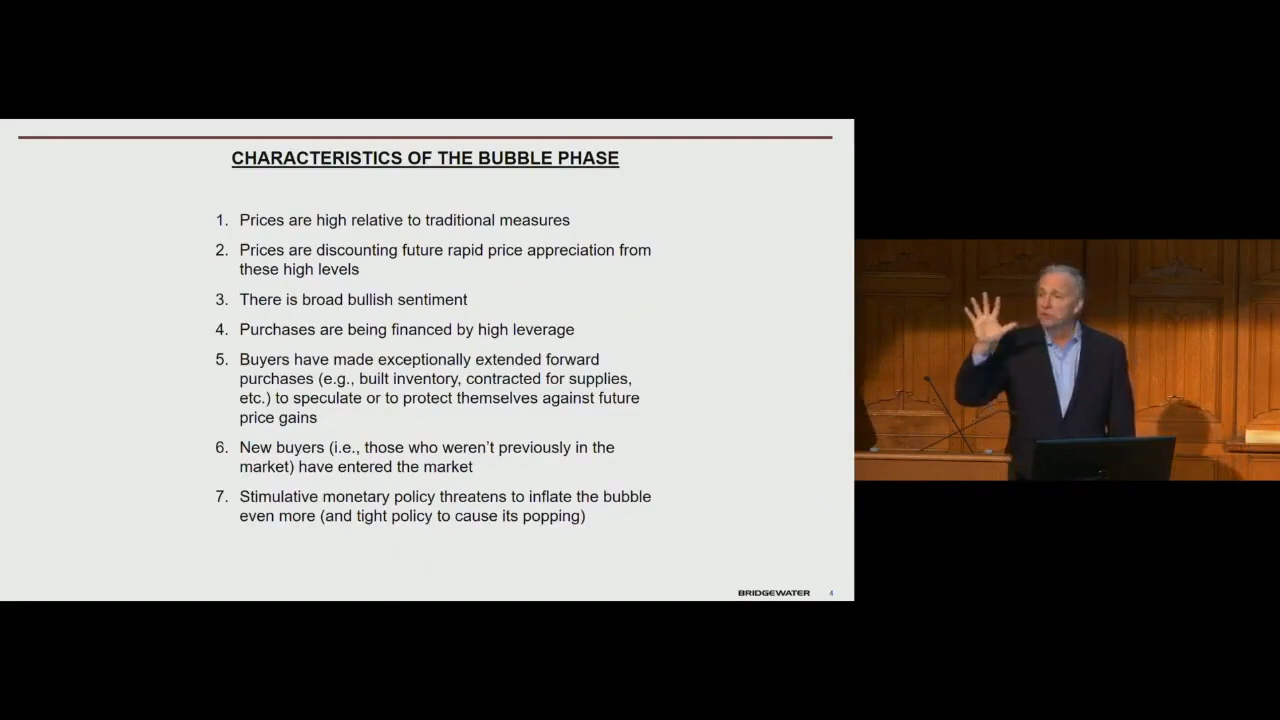 CHARACTERISTICS OF THE BUBBLE PHASE
1. Prices are high relative to traditional measures
2. Prices are discounting future rapid price appreciation from
these high levels
3. There is broad bullish sentiment
4. Purchases are being financed by high leverage
5. Buyers have made exceptionally extended forward
purchases (e.g., built inventory, contracted for supplies,
etc.) to speculate or to protect themselves against future
price gains
6. New buyers (i.e., those who weren’t previously in the
market) have entered the market
7. Stimulative monetary policy threatens to inflate the bubble
even more (and tight policy to cause its popping)
BRIDGEWATER 4